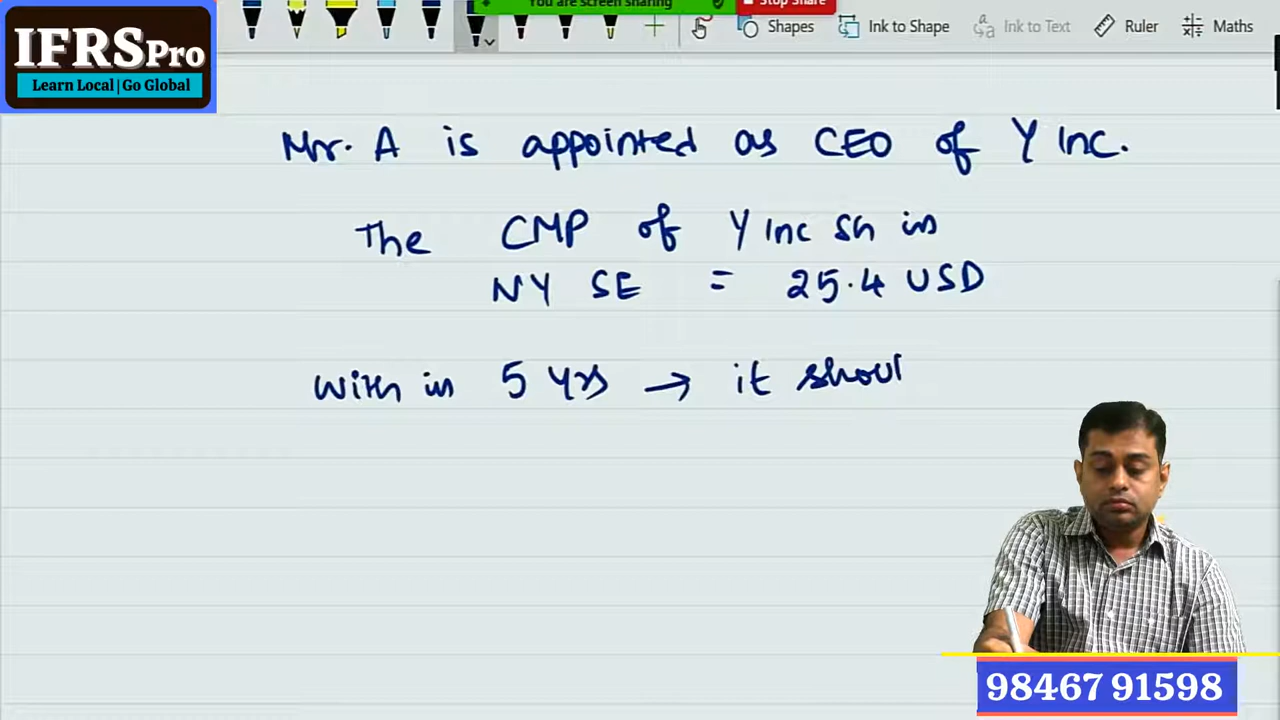 You are screen sharing
Stop Share
IFRSPro
Learn Local|Go Global
Shapes
Ink to Shape
Ink to Text
Ruler
Maths
Mr. A is appointed as CEO of Y Inc.
The CMP of Y Inc sh in
NY SE = 25.4 USD
With in 5 yrs → it shoul
98467 91598